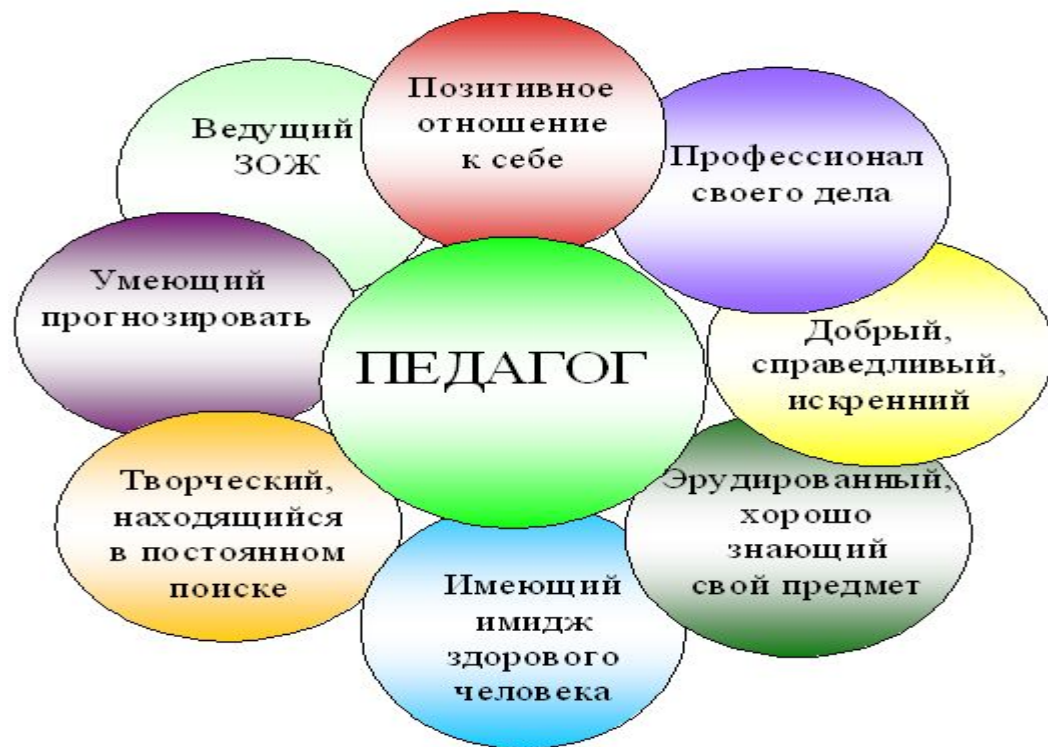 Позитивное
отношение
к себе
Ведущий
ЗОЖ
Профессионал
своего дела
Умеющий
прогнозировать
ПЕДАГОГ
Добрый,
справедливый,
искренний
Творческий,
находящийся
в постоянном
поиске
Эрудированный,
хорошо
знающий
свой предмет
Имеющий
имидж
здорового
человека